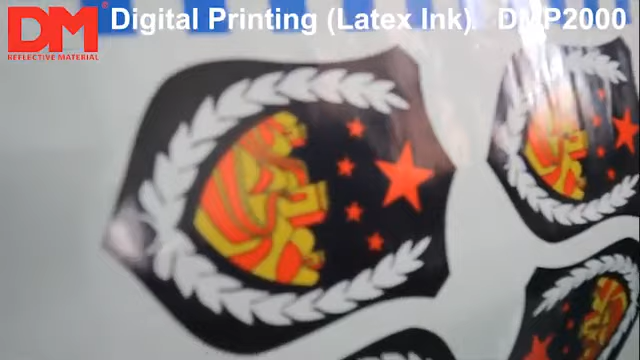 DM®
REFLECTIVE MATERIAL
Digital Printing (Latex Ink) DMP2000